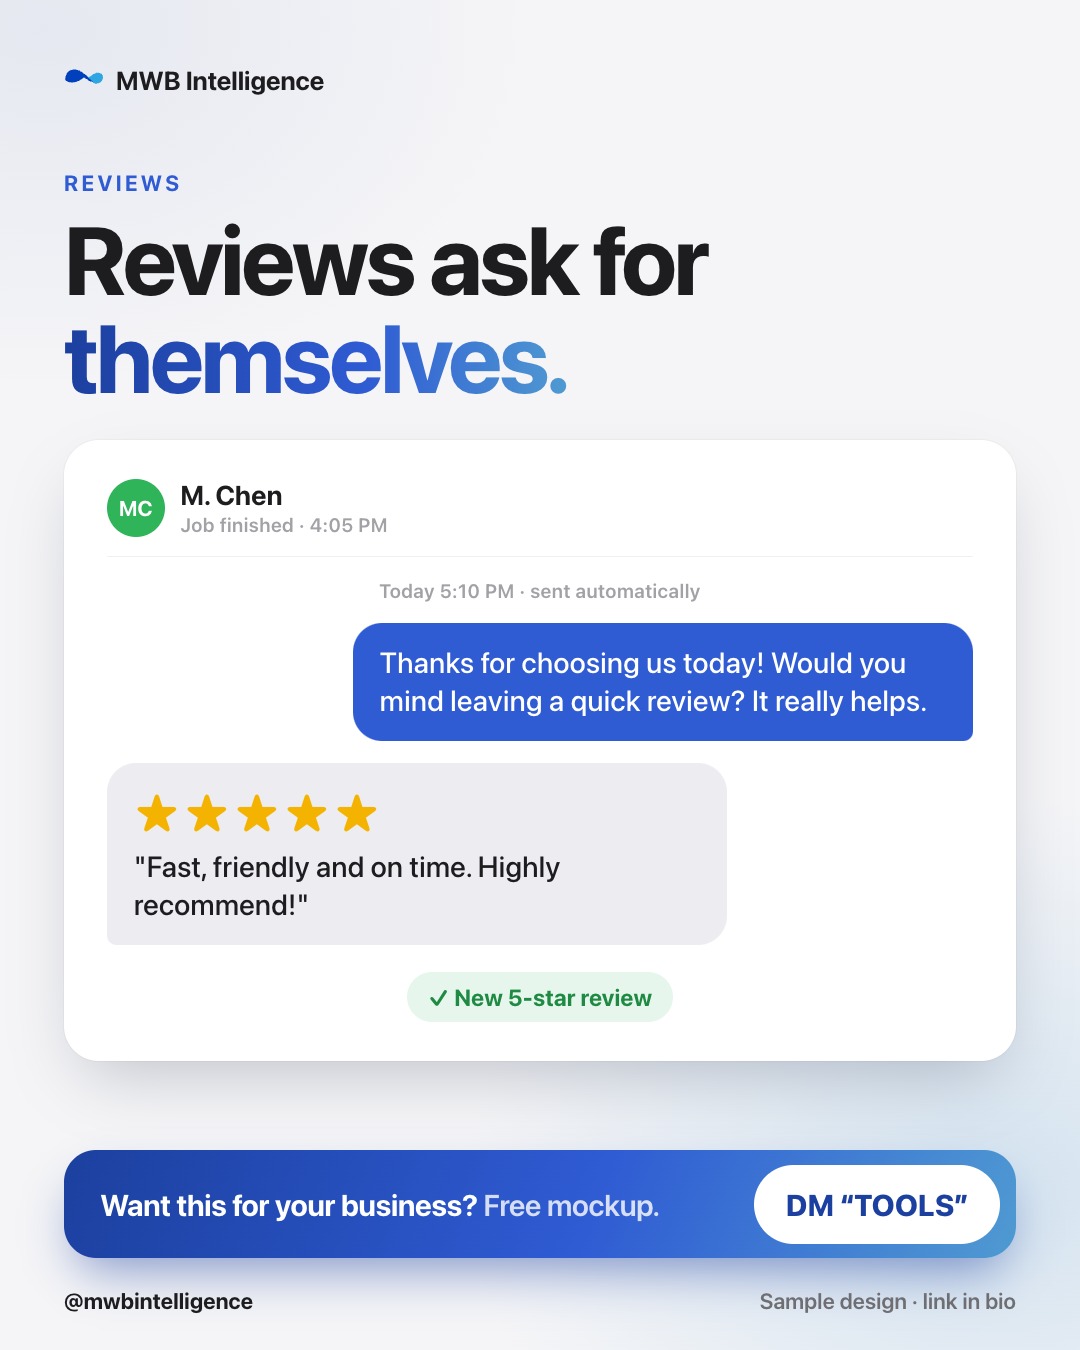 MWB Intelligence
REVIEWS
Reviews ask for
themselves.
MC
M. Chen
Job finished · 4:05 PM
Today 5:10 PM · sent automatically
Thanks for choosing us today! Would you
mind leaving a quick review? It really helps.
"Fast, friendly and on time. Highly
recommend!"
✓ New 5-star review
Want this for your business? Free mockup.
DM “TOOLS”
@mwbintelligence
Sample design · link in bio